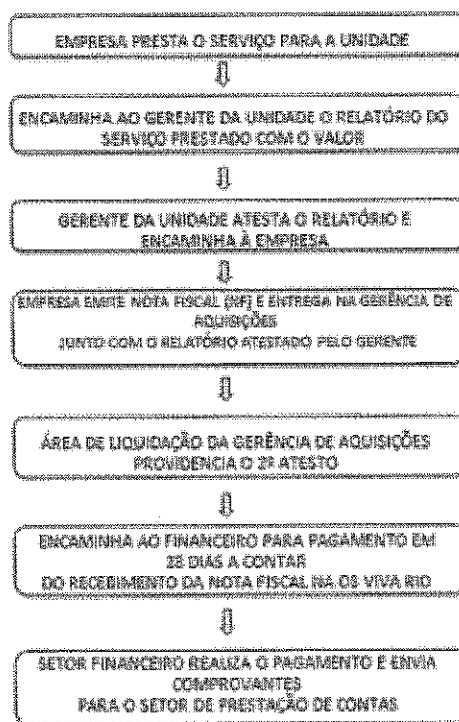 EMPRESA PRESTA O SERVIÇO PARA A UNIDADE
ENCAMINHA AO GERENTE DA UNIDADE O RELATÓRIO DO
SERVIÇO PRESTADO COM O VALOR
GERENTE DA UNIDADE ATESTA O RELATÓRIO E
ENCAMINHA À EMPRESA
EMPRESA EMITE NOTA FISCAL (NF) E ENTREGA NA GERÊNCIA DE
AQUISIÇÕES
JUNTO COM O RELATÓRIO ATESTADO PELO GERENTE
ÁREA DE LIQUIDAÇÃO DA GERÊNCIA DE AQUISIÇÕES
PROVIDENCIA O 2º ATESTO
ENCAMINHA AO FINANCEIRO PARA PAGAMENTO EM
DIAS A CONTAR
DO RECEBIMENTO DA NOTA FISCAL NA OS VIVA RIO
SETOR FINANCEIRO REALIZA O PAGAMENTO E ENVIA
COMPROVANTES
PARA O SETOR DE PRESTAÇÃO DE CONTAS